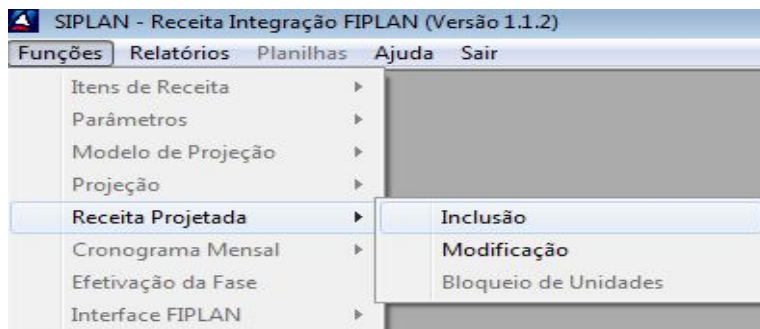 SIPLAN - Receita Integração FIPLAN (Versão 1.1.2)
Funções Relatórios Planilhas Ajuda Sair
Itens de Receita
Parâmetros
Modelo de Projeção
Projeção
Receita Projetada Inclusão
Cronograma Mensal Modificação
Efetivação da Fase Bloqueio de Unidades
Interface FIPLAN